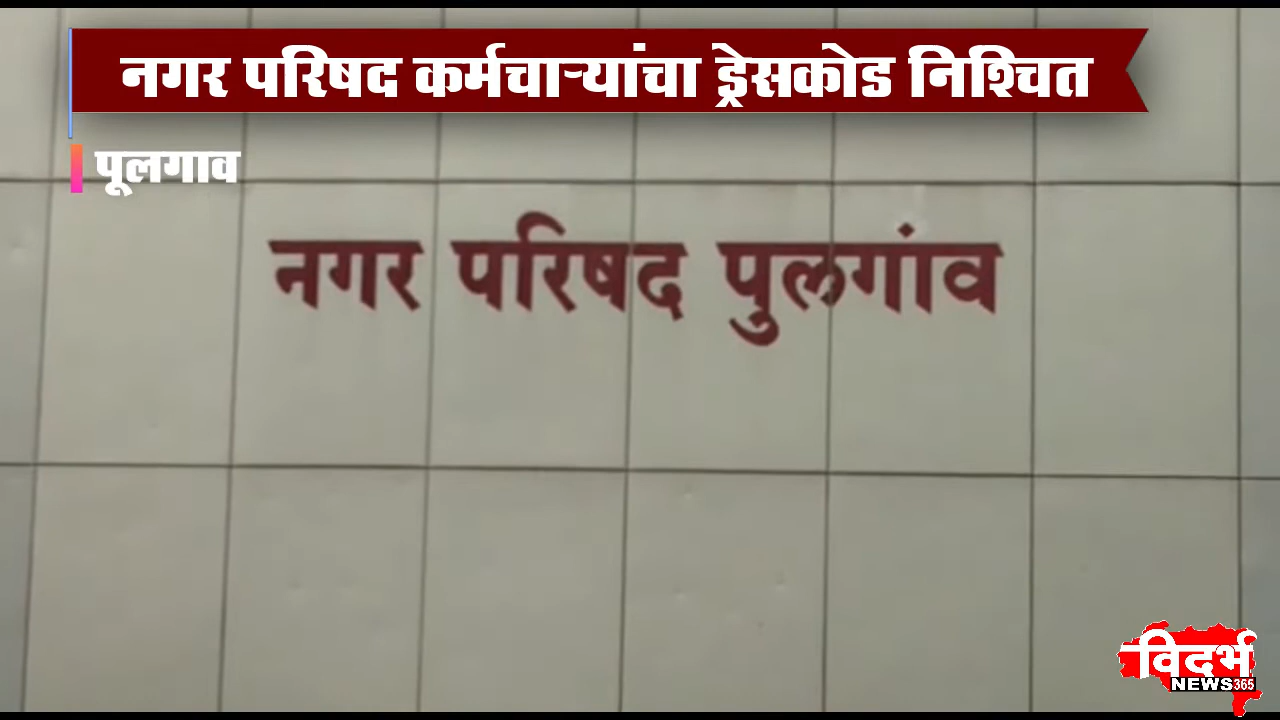 नगर परिषद कर्मचाऱ्यांचा ड्रेसकोड निश्चित
पूलगाव
नगर परिषद पुलगांव
विदर्भ
NEWS365